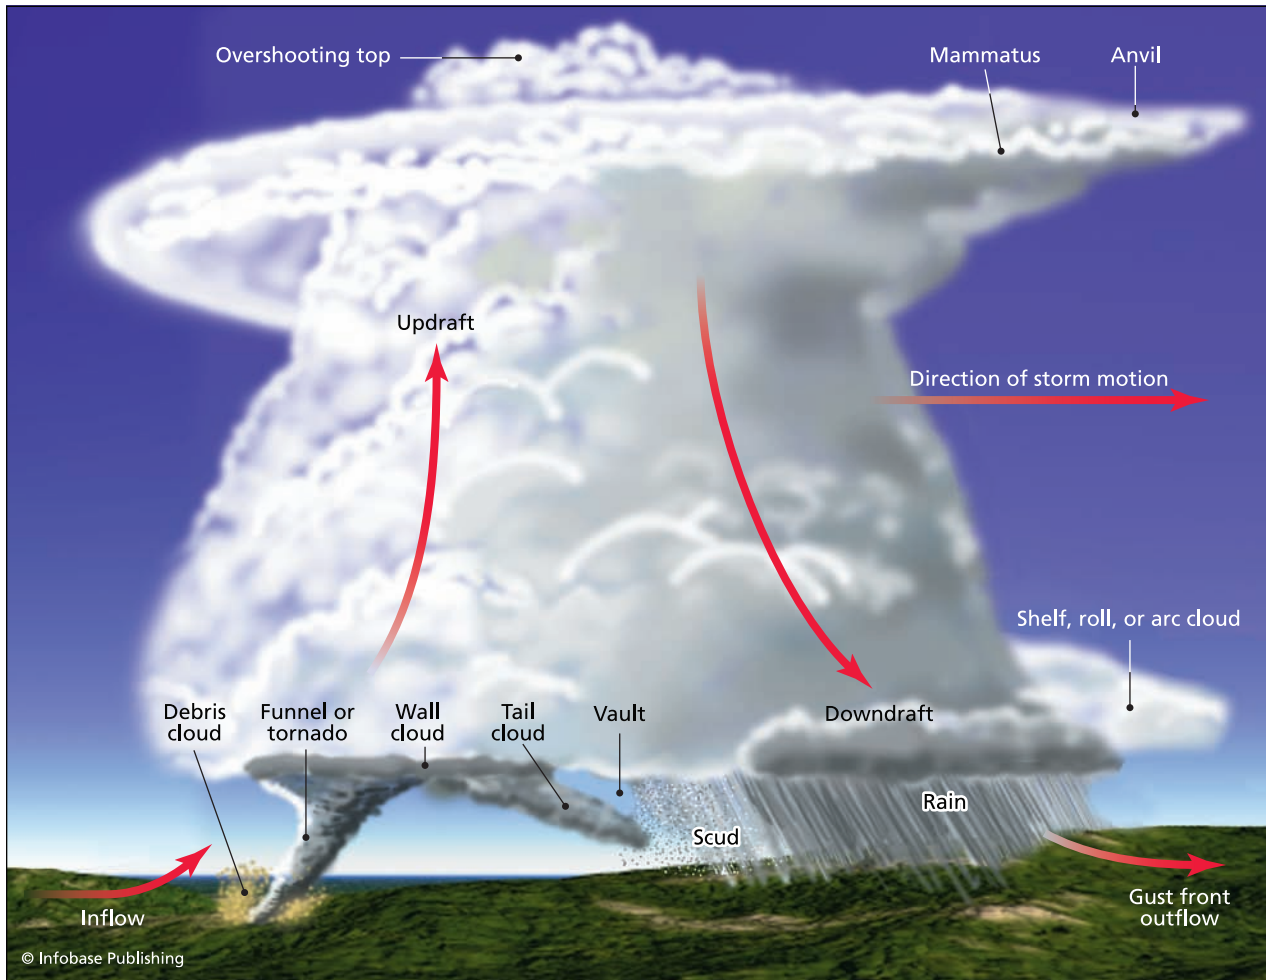 Overshooting top
Mammatus
Anvil
Updraft
Direction of storm motion
Shelf, roll, or arc cloud
Debris
cloud
Funnel or
tornado
Wall
cloud
Tail
cloud
Vault
Downdraft
Rain
Scud
Inflow
Gust front
outflow
© Infobase Publishing